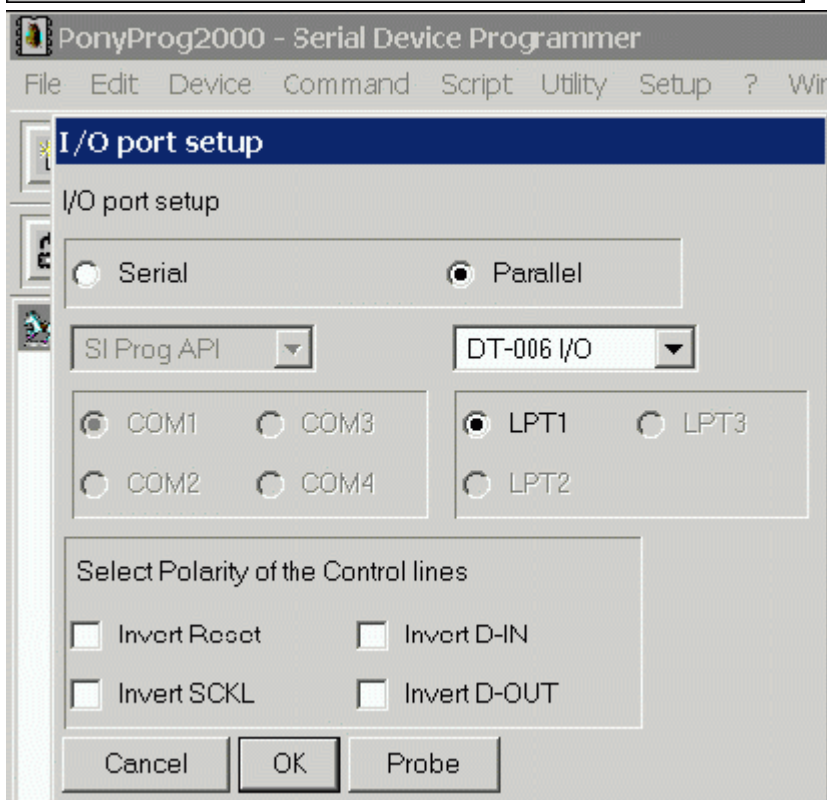 PonyProg2000 - Serial Device Programmer
File Edit Device Command Script Utility Setup ? Wir
I/O port setup
I/O port setup
Serial Parallel
SI Prog API DT-006 I/O
COM1 COM3 LPT1 LPT3
COM2 COM4 LPT2
Select Polarity of the Control lines
Invert Reset Invert D-IN
Invert SCKL Invert D-OUT
Cancel OK Probe